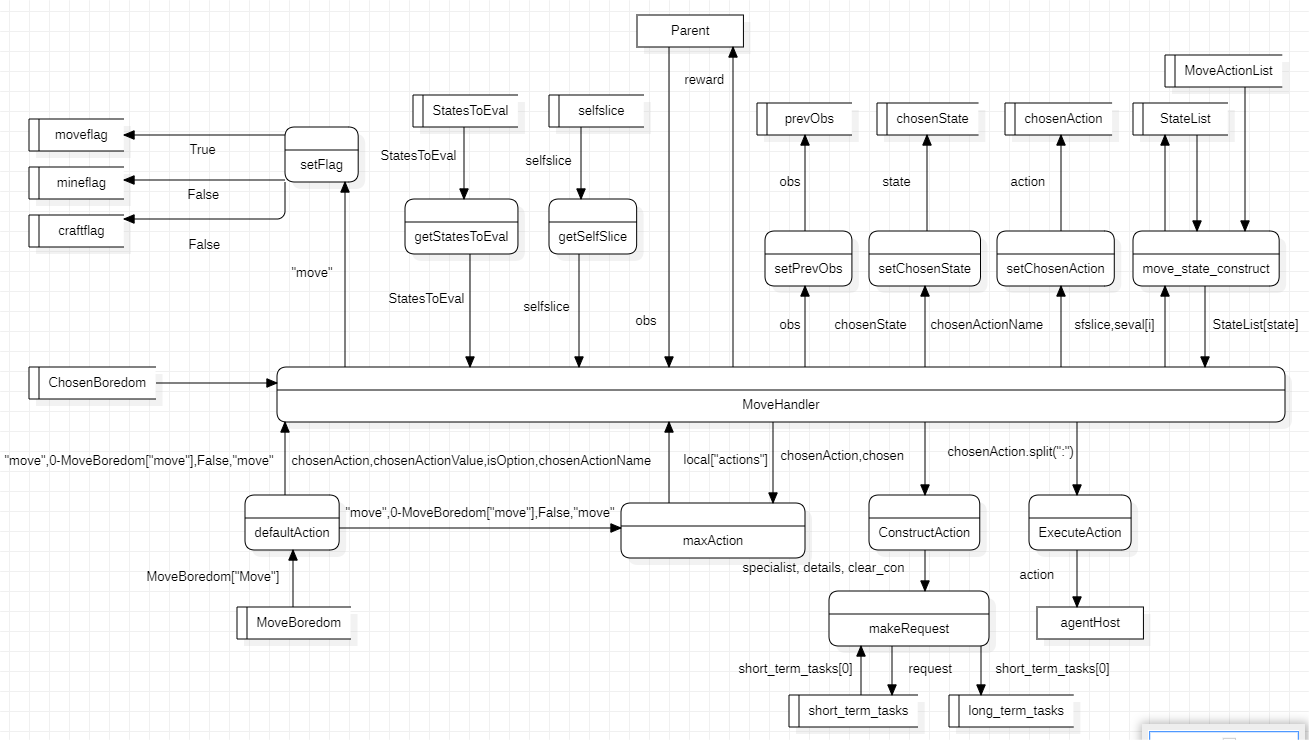 Parent
reward
MoveActionList
StatesToEval
selfslice
prevObs
chosenState
chosenAction
StateList
moveflag
True
setFlag
mineflag
False
craftflag
False
StatesToEval
selfslice
obs
state
action
getStatesToEval
getSelfSlice
setPrevObs
setChosenState
setChosenAction
move_state_construct
"move"
StatesToEval
selfslice
obs
obs
chosenState
chosenActionName
sfslice,seval[i]
StateList[state]
ChosenBoredom
MoveHandler
"move",0-MoveBoredom["move"],False,"move"
chosenAction,chosenActionValue,isOption,chosenActionName
local["actions"]
chosenAction,chosen
chosenAction.split(":")
defaultAction
"move",0-MoveBoredom["move"],False,"move"
maxAction
ConstructAction
ExecuteAction
MoveBoredom["Move"]
specialist, details, clear_con
action
MoveBoredom
makeRequest
agentHost
short_term_tasks[0]
request
short_term_tasks[0]
short_term_tasks
long_term_tasks